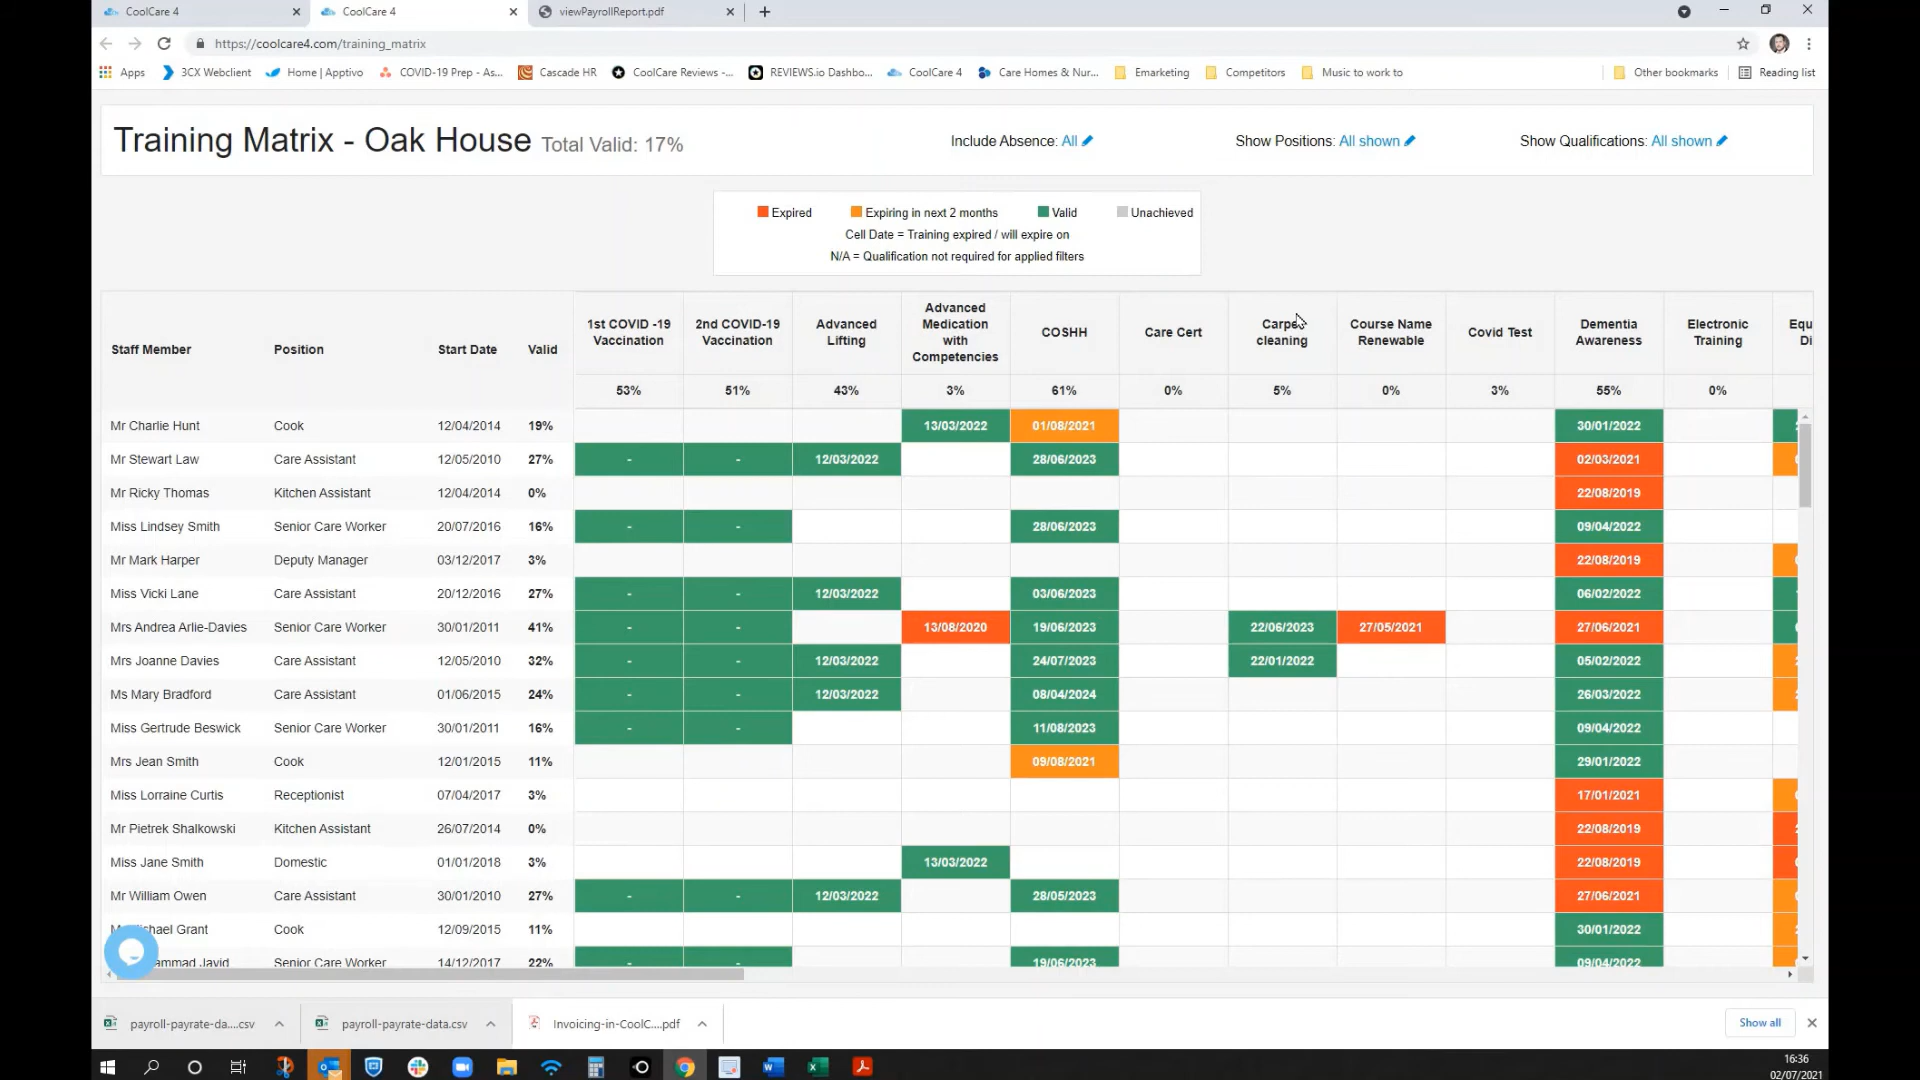 CoolCare 4
CoolCare 4
viewPayrollReport.pdf
https://coolcare4.com/training_matrix
Apps
3CX Webclient
Home | Apptivo
COVID-19 Prep - As...
Cascade HR
CoolCare Reviews -...
REVIEWS.io Dashbo...
CoolCare 4
Care Homes & Nur...
Emarketing
Competitors
Music to work to
Other bookmarks
Reading list
Training Matrix - Oak House Total Valid: 17%
Include Absence: All
Show Positions: All shown
Show Qualifications: All shown
Expired Expiring in next 2 months Valid Unachieved
Cell Date = Training expired / will expire on
N/A = Qualification not required for applied filters
Staff Member Position Start Date Valid
1st COVID -19 Vaccination
2nd COVID-19 Vaccination
Advanced Lifting
Advanced Medication with Competencies
COSHH
Care Cert
cleaning
Course Name Renewable
Covid Test
Dementia Awareness
Electronic Training
53% 51% 43% 3% 61% 0% 5% 0% 3% 55% 0%
Mr Charlie Hunt Cook 12/04/2014 19% 13/03/2022 01/08/2021 30/01/2022
Mr Stewart Law Care Assistant 12/05/2010 27% - - 12/03/2022 28/06/2023 02/03/2021
Mr Ricky Thomas Kitchen Assistant 12/04/2014 0% 22/08/2019
Miss Lindsey Smith Senior Care Worker 20/07/2016 16% - - 28/06/2023 09/04/2022
Mr Mark Harper Deputy Manager 03/12/2017 3% 22/08/2019
Miss Vicki Lane Care Assistant 20/12/2016 27% - - 12/03/2022 03/06/2023 06/02/2022
Mrs Andrea Arlie-Davies Senior Care Worker 30/01/2011 41% - - 13/08/2020 19/06/2023 22/06/2023 27/05/2021 27/06/2021
Mrs Joanne Davies Care Assistant 12/05/2010 32% - - 12/03/2022 24/07/2023 22/01/2022 05/02/2022
Ms Mary Bradford Care Assistant 01/06/2015 24% - - 12/03/2022 08/04/2024 26/03/2022
Miss Gertrude Beswick Senior Care Worker 30/01/2011 16% - - 11/08/2023 09/04/2022
Mrs Jean Smith Cook 12/01/2015 11% 09/08/2021 29/01/2022
Miss Lorraine Curtis Receptionist 07/04/2017 3% 17/01/2021
Mr Pietrek Shalkowski Kitchen Assistant 26/07/2014 0% 22/08/2019
Miss Jane Smith Domestic 01/01/2018 3% 13/03/2022 22/08/2019
Mr William Owen Care Assistant 30/01/2010 27% - - 12/03/2022 28/05/2023 27/06/2021
Grant Cook 12/09/2015 11% 30/01/2022
Javid Senior Care Worker 14/12/2017 22% - - 19/06/2023 09/04/2022
payroll-payrate-da....csv
payroll-payrate-data.csv
Invoicing-in-CoolC....pdf
Show all
16:36
02/07/2021